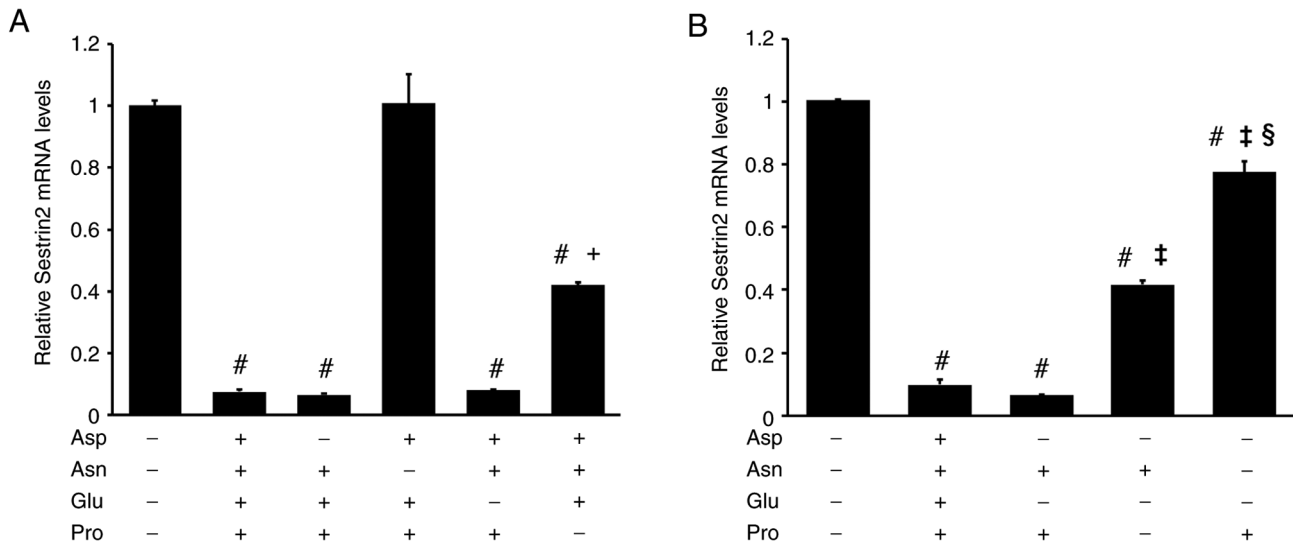 A
Relative Sestrin2 mRNA levels
1.2
1
0.8
0.6
0.4
0.2
0
#
#
#
# +
Asp − + − + + +
Asn − + + − + +
Glu − + + + − +
Pro − + + + + −
B
Relative Sestrin2 mRNA levels
1.2
1
0.8
0.6
0.4
0.2
0
#
#
# ‡
# ‡ §
Asp − + − − −
Asn − + + + −
Glu − + − − −
Pro − + + − +